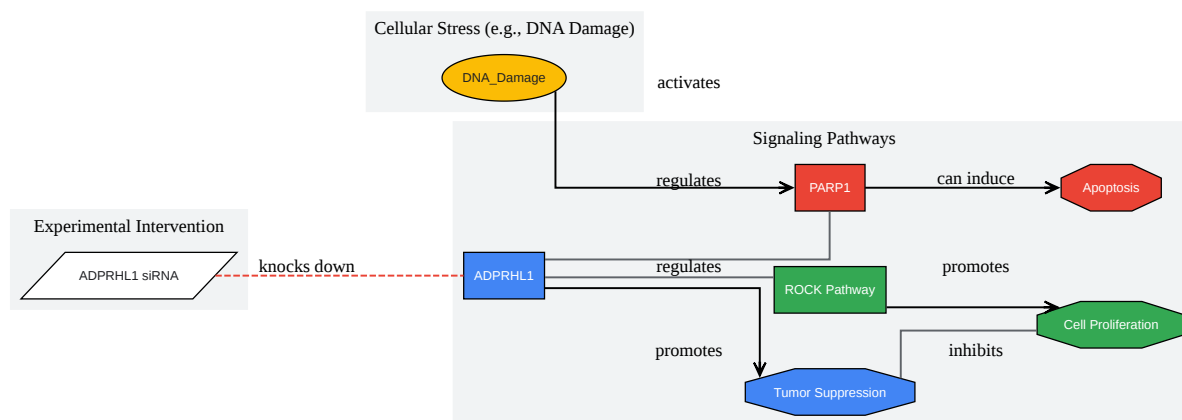 Cellular Stress (e.g., DNA Damage)
DNA_Damage
activates
Signaling Pathways
regulates
PARP1
can induce
Apoptosis
Experimental Intervention
ADPRHL1 siRNA
knocks down
ADPRHL1
regulates
ROCK Pathway
promotes
Cell Proliferation
promotes
inhibits
Tumor Suppression